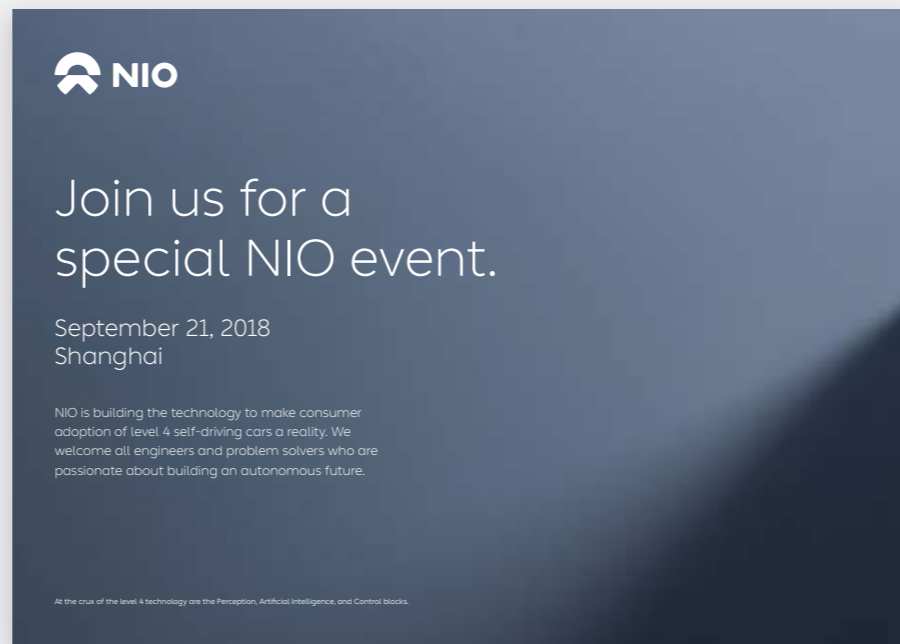 NIO
Join us for a
special NIO event.
September 21, 2018
Shanghai
NIO is building the technology to make consumer
adoption of level 4 self-driving cars a reality. We
welcome all engineers and problem solvers who are
passionate about building an autonomous future.
At the crux of the level 4 technology are the Perception, Artificial Intelligence, and Control blocks.